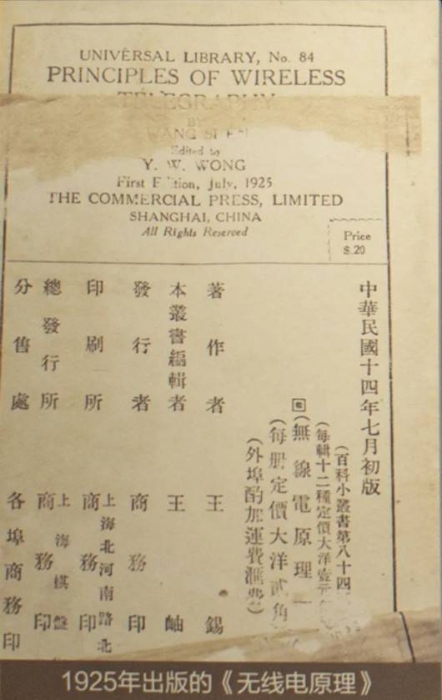 UNIVERSAL LIBRARY, No. 84
PRINCIPLES OF WIRELESS
TELEGRAPHY
Edited by
Y. W. WONG
First Edition, July, 1925
THE COMMERCIAL PRESS, LIMITED
SHANGHAI, CHINA
All Rights Reserved
Price
$.20
中華民國十四年七月初版
(百科小叢書第八十四
(每輯十二種定價大洋壹元
(無線電原理一
(每册定價大洋貳角
(外埠酌加運費匯費)
著作者 王 錫
本叢書編輯者 王 岫
發行者 商務印
印刷所 上海北河南路北 商務印
總發行所 上海棋盤 商務印
分售處 各埠商務印
1925年出版的《无线电原理》